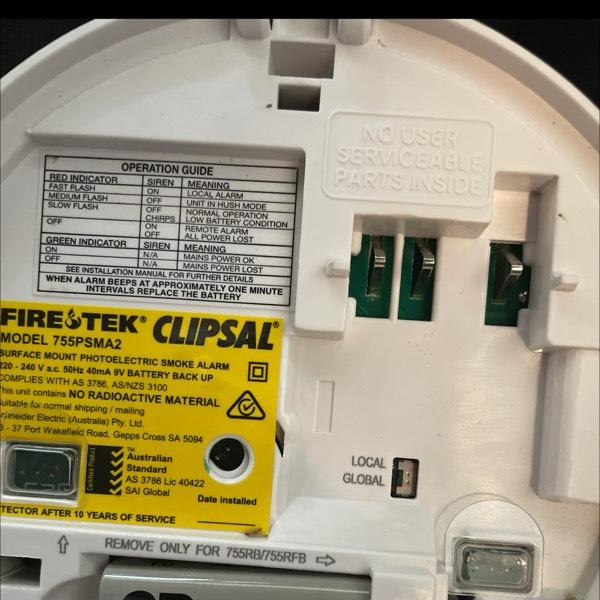 NO USER
SERVICEABLE
PARTS INSIDE
OPERATION GUIDE
RED INDICATOR SIREN MEANING
FAST FLASH ON LOCAL ALARM
MEDIUM FLASH OFF UNIT IN HUSH MODE
SLOW FLASH OFF NORMAL OPERATION
CHIRPS LOW BATTERY CONDITION
OFF ON REMOTE ALARM
OFF ALL POWER LOST
GREEN INDICATOR SIREN MEANING
ON N/A MAINS POWER OK
OFF N/A MAINS POWER LOST
SEE INSTALLATION MANUAL FOR FURTHER DETAILS
WHEN ALARM BEEPS AT APPROXIMATELY ONE MINUTE
INTERVALS REPLACE THE BATTERY
FIRETEK® CLIPSAL®
MODEL 755PSMA2
SURFACE MOUNT PHOTOELECTRIC SMOKE ALARM
220 - 240 V a.c. 50Hz 40mA 9V BATTERY BACK UP
COMPLIES WITH AS 3786, AS/NZS 3100
This unit contains NO RADIOACTIVE MATERIAL
Suitable for normal shipping / mailing
Schneider Electric (Australia) Pty. Ltd.
- 37 Port Wakefield Road, Gepps Cross SA 5094
Certified Product
™
Australian
Standard
AS 3786 Lic 40422
SAI Global
Date installed
TECTOR AFTER 10 YEARS OF SERVICE
LOCAL
GLOBAL
REMOVE ONLY FOR 755RB/755RFB